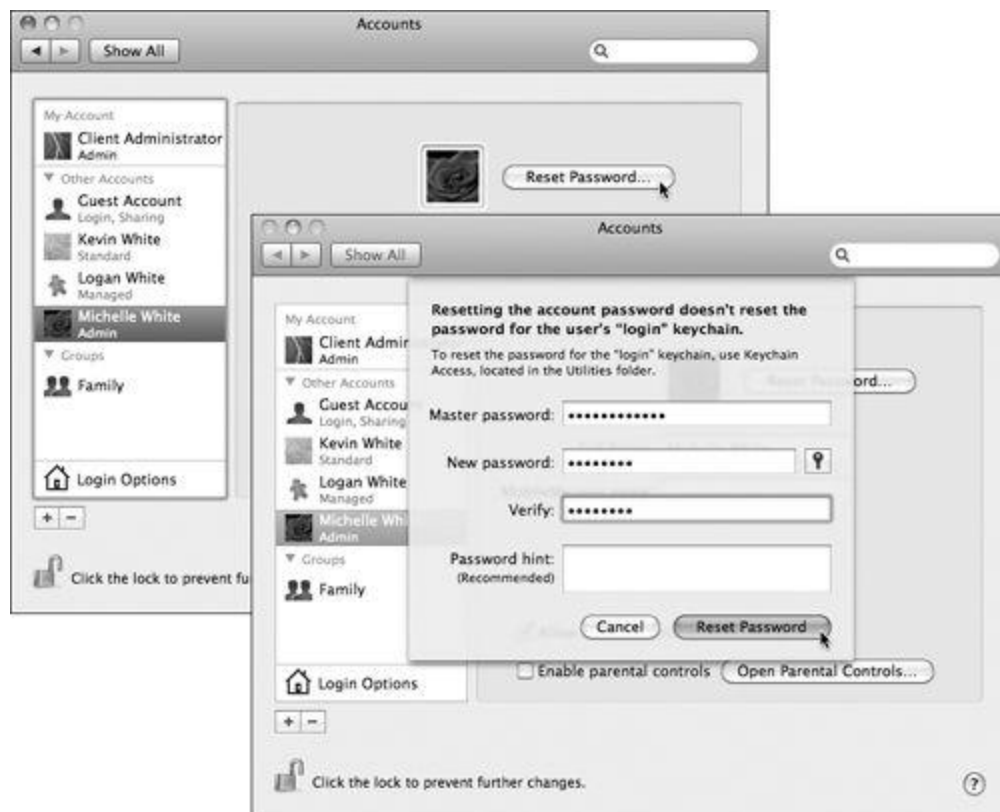 Accounts
Show All
My Account
Client Administrator
Admin
Other Accounts
Guest Account
Login, Sharing
Kevin White
Standard
Logan White
Managed
Michelle White
Admin
Groups
Family
Login Options
+ −
Click the lock to prevent fu
Reset Password...
Accounts
Show All
My Account
Client Admir
Admin
Other Accounts
Guest Accou
Login, Sharing
Kevin White
Standard
Logan White
Managed
Michelle Whi
Admin
Groups
Family
Login Options
+ −
Resetting the account password doesn't reset the
password for the user's "login" keychain.
To reset the password for the "login" keychain, use Keychain
Access, located in the Utilities folder.
Reset Password...
Master password: ••••••••••••
New password: ••••••••
Verify: ••••••••
Password hint:
(Recommended)
Cancel
Reset Password
Enable parental controls
Open Parental Controls...
Click the lock to prevent further changes.
?